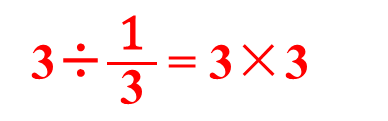 3 ÷ 1/3 = 3 × 3